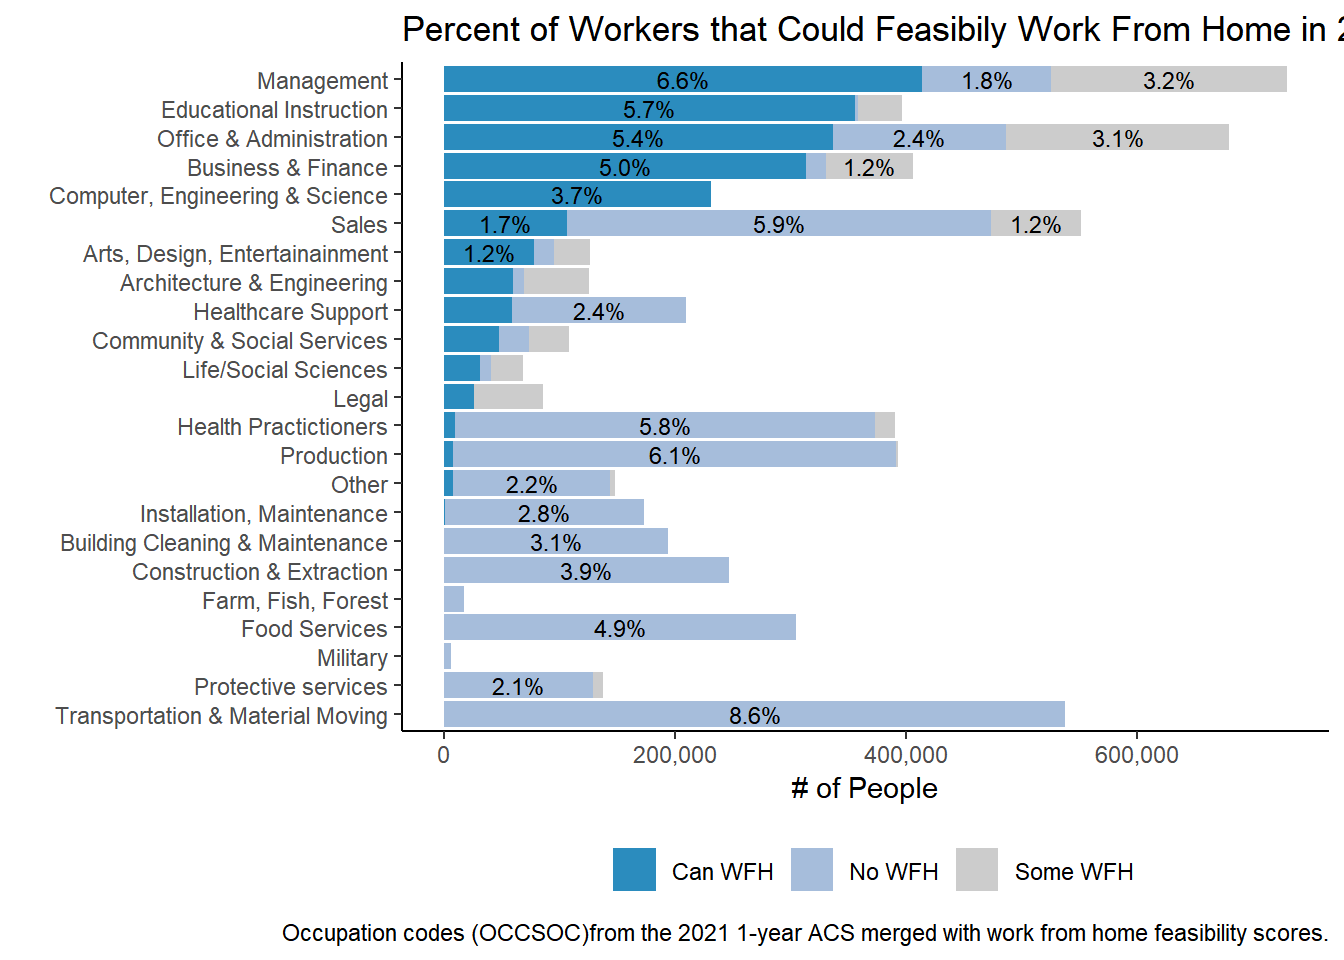 Percent of Workers that Could Feasibily Work From Home in 2
Management 6.6% 1.8% 3.2%
Educational Instruction 5.7%
Office & Administration 5.4% 2.4% 3.1%
Business & Finance 5.0% 1.2%
Computer, Engineering & Science 3.7%
Sales 1.7% 5.9% 1.2%
Arts, Design, Entertainainment 1.2%
Architecture & Engineering
Healthcare Support 2.4%
Community & Social Services
Life/Social Sciences
Legal
Health Practictioners 5.8%
Production 6.1%
Other 2.2%
Installation, Maintenance 2.8%
Building Cleaning & Maintenance 3.1%
Construction & Extraction 3.9%
Farm, Fish, Forest
Food Services 4.9%
Military
Protective services 2.1%
Transportation & Material Moving 8.6%
0 200,000 400,000 600,000
# of People
Can WFH No WFH Some WFH
Occupation codes (OCCSOC)from the 2021 1-year ACS merged with work from home feasibility scores.